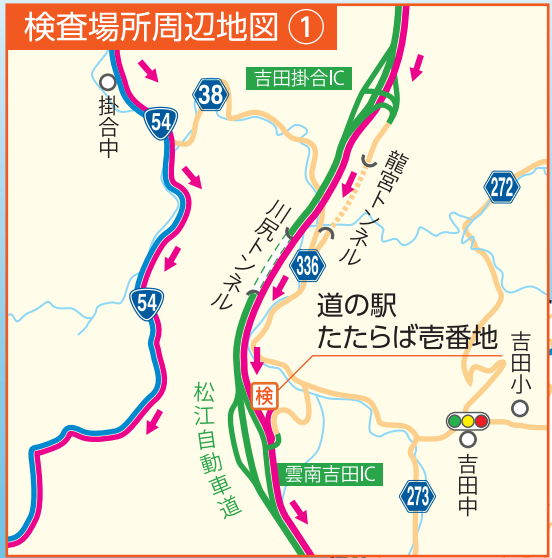 検査場所周辺地図①
吉田掛合IC
38
掛合中
54
龍宮トンネル
272
川尻トンネル
336
54
道の駅
たたらば壱番地
吉田小
検
松江自動車道
吉田中
雲南吉田IC
273